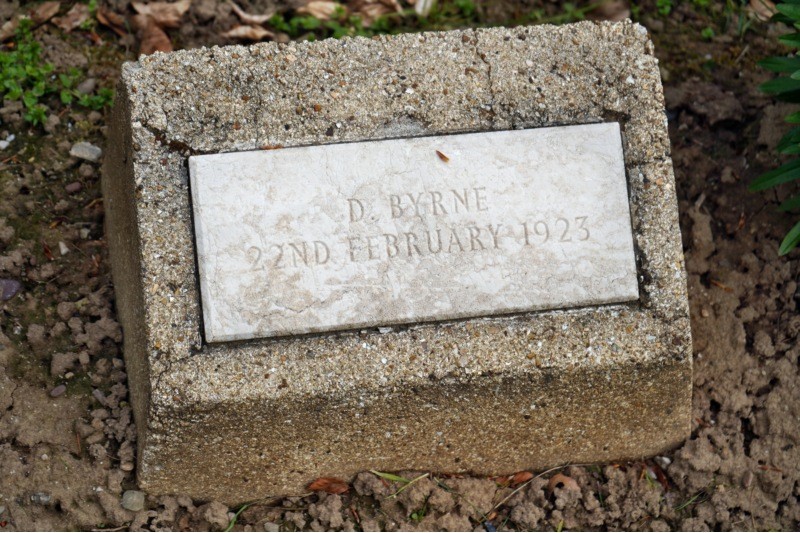 D. BYRNE
22ND FEBRUARY 1923